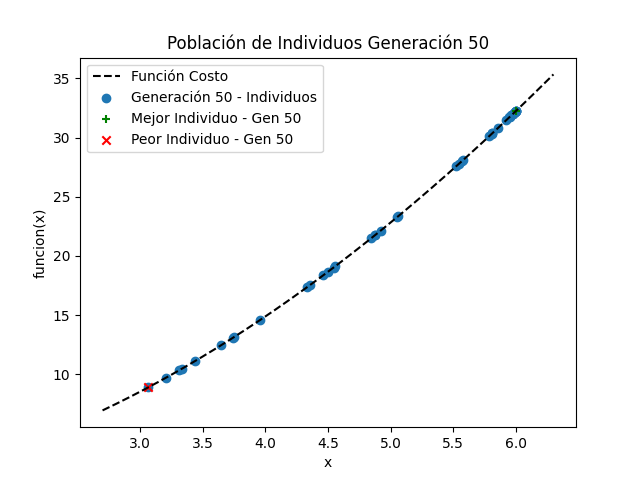 Población de Individuos Generación 50
Función Costo
Generación 50 - Individuos
Mejor Individuo - Gen 50
Peor Individuo - Gen 50
35
30
25
20
15
10
funcion(x)
3.0 3.5 4.0 4.5 5.0 5.5 6.0
x